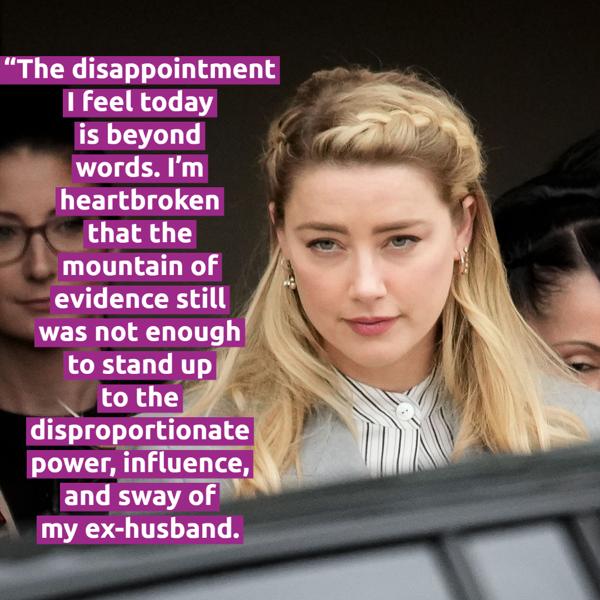 “The disappointment
I feel today
is beyond
words. I’m
heartbroken
that the
mountain of
evidence still
was not enough
to stand up
to the
disproportionate
power, influence,
and sway of
my ex-husband.